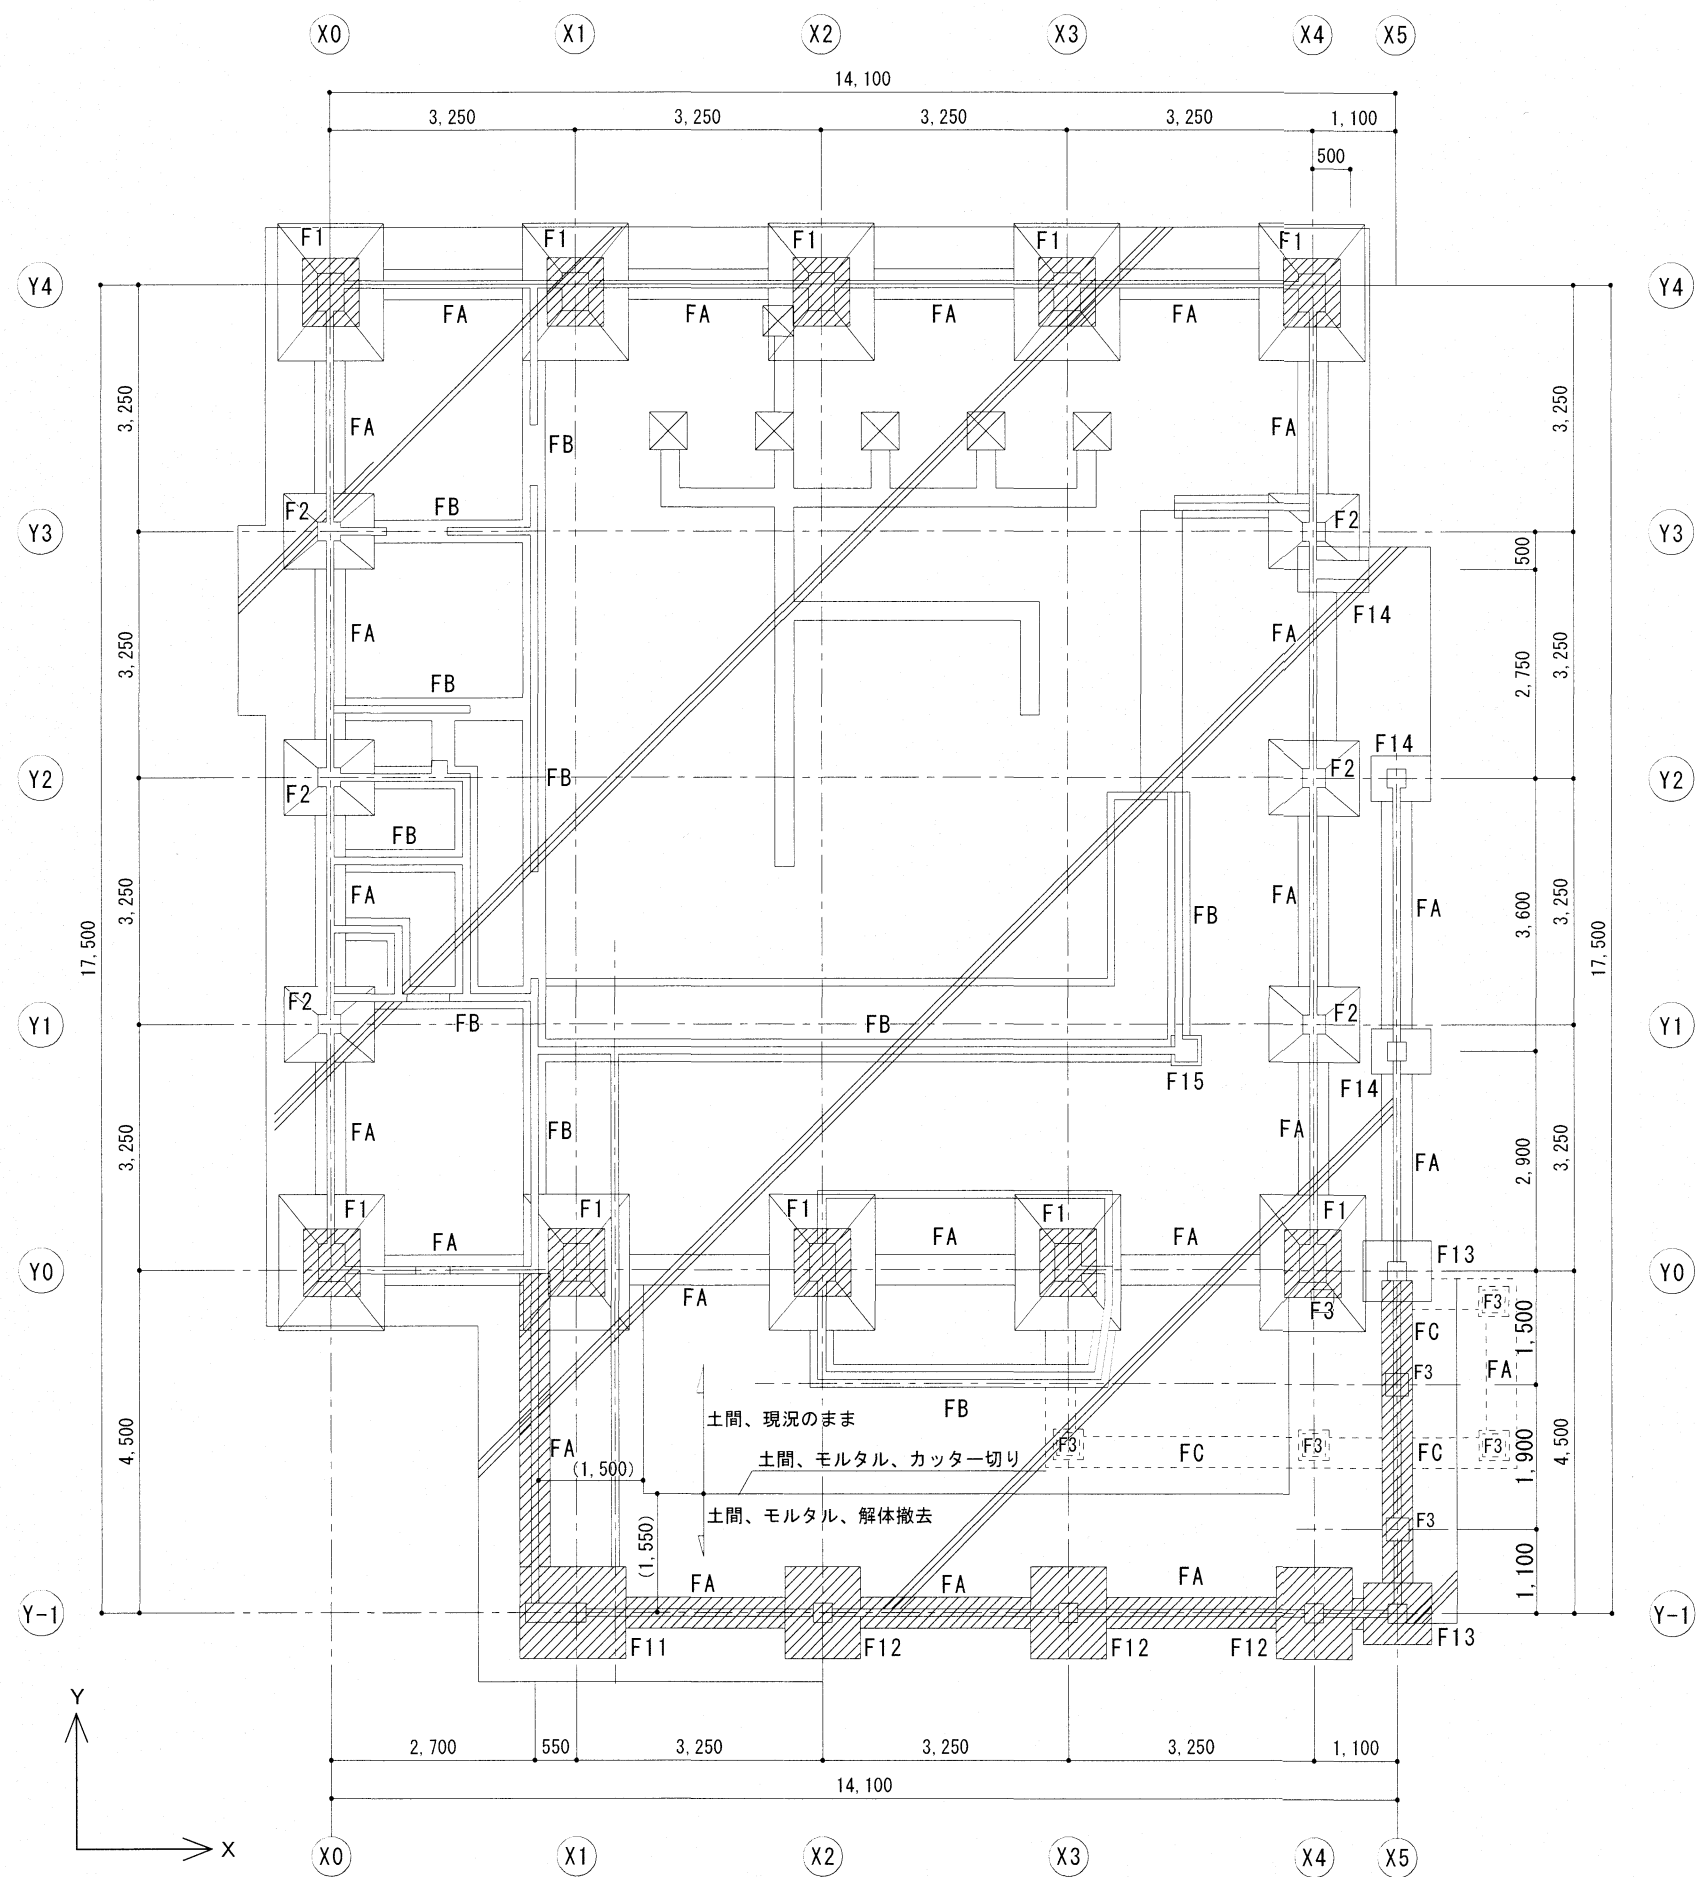 X0 X1 X2 X3 X4 X5
14,100
3,250 3,250 3,250 3,250 1,100
500
F1 F1 F1 F1 F1
Y4 Y4
FA FA FA FA
3,250 FA FB FA 3,250
F2 FB F2
Y3 Y3
500
F14
3,250 FA FA 2,750 3,250
FB
F14
Y2 F2 FB F2 Y2
FB
3,250 FA FA FA 3,600 3,250
FB
17,500 17,500
F2 F2
Y1 FB FB Y1
F15 F14
3,250 FA FB FA FA 2,900 3,250
F1 F1 F1 F1 F1
FA FA FA F13
Y0 Y0
FA F3 F3
1,500
FC
F3 FA
FB
土間、現況のまま
4,500 FA F3 FC F3 FC F3 1,900 4,500
土間、モルタル、カッター切り
(1,500)
土間、モルタル、解体撤去
F3
(1,550)
1,100
FA FA FA
Y-1 Y-1
F11 F12 F12 F12 F13
Y
2,700 550 3,250 3,250 3,250 1,100
14,100
X
X0 X1 X2 X3 X4 X5